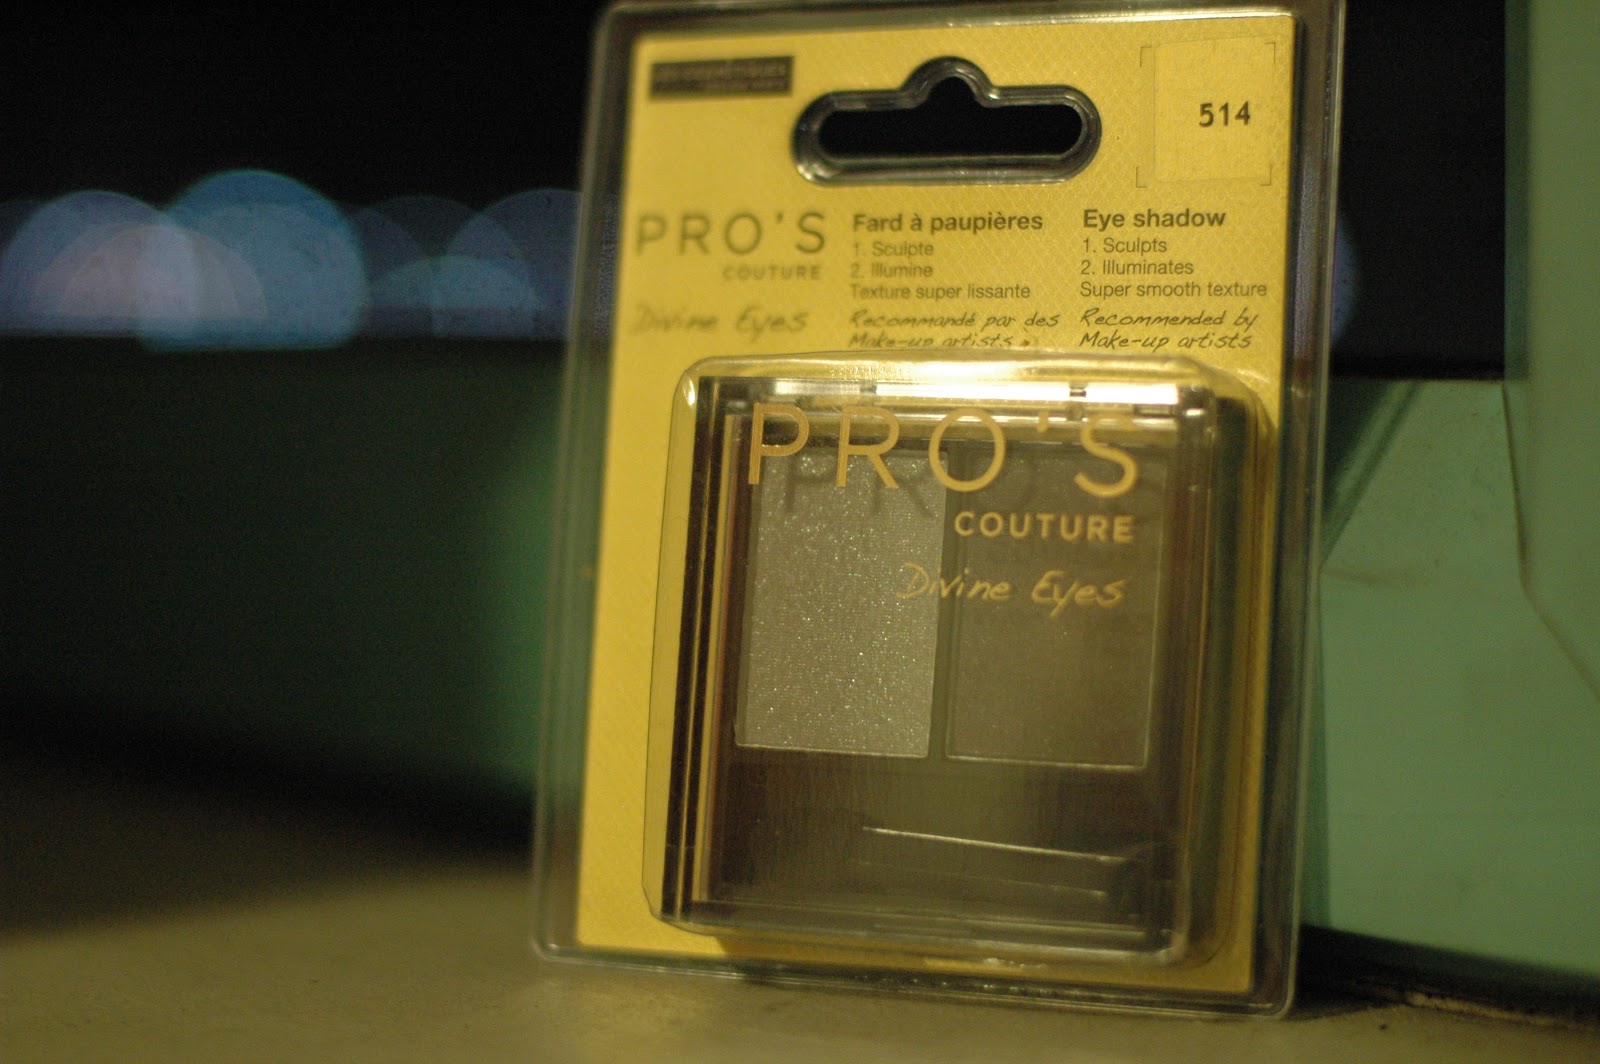 514
PRO'S
COUTURE
Divine Eyes
Fard à paupières
1. Sculpte
2. Illumine
Texture super lissante
Recommandé par des
Make-up artists
Eye shadow
1. Sculpts
2. Illuminates
Super smooth texture
Recommended by
Make-up artists
PRO'S
COUTURE
Divine Eyes